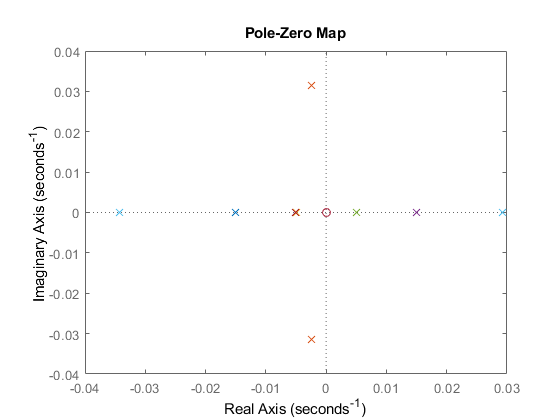 Pole-Zero Map
0.04
0.03
0.02
0.01
0
-0.01
-0.02
-0.03
-0.04
Imaginary Axis (seconds⁻¹)
-0.04 -0.03 -0.02 -0.01 0 0.01 0.02 0.03
Real Axis (seconds⁻¹)